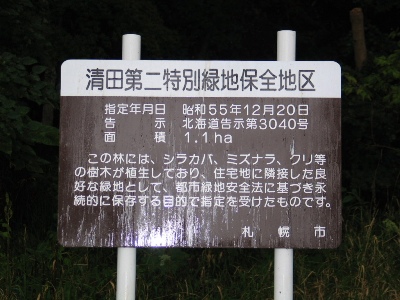 清田第二特別緑地保全地区
指定年月日 昭和55年12月20日
告示 北海道告示第3040号
面積 1.1ha
この林には、シラカバ、ミズナラ、クリ等
の樹木が植生しており、住宅地に隣接した良
好な緑地として、都市緑地安全法に基づき永
続的に保存する目的で指定を受けたものです。
札幌市